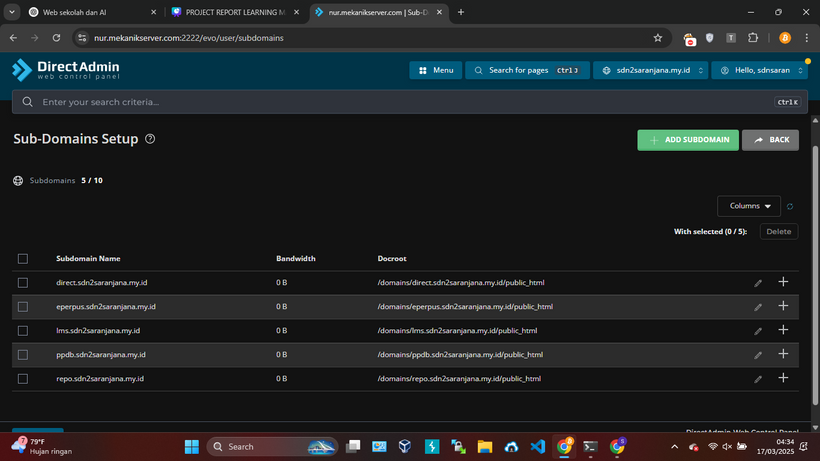 Web sekolah dan AI
PROJECT REPORT LEARNING M
nur.mekanikserver.com | Sub-D
nur.mekanikserver.com:2222/evo/user/subdomains
DirectAdmin
web control panel
Menu
Search for pages Ctrl J
sdn2saranjana.my.id
Hello, sdnsaran
Enter your search criteria...
Ctrl K
Sub-Domains Setup
ADD SUBDOMAIN
BACK
Subdomains 5 / 10
Columns
With selected (0 / 5):
Delete
Subdomain Name Bandwidth Docroot
direct.sdn2saranjana.my.id 0 B /domains/direct.sdn2saranjana.my.id/public_html
eperpus.sdn2saranjana.my.id 0 B /domains/eperpus.sdn2saranjana.my.id/public_html
lms.sdn2saranjana.my.id 0 B /domains/lms.sdn2saranjana.my.id/public_html
ppdb.sdn2saranjana.my.id 0 B /domains/ppdb.sdn2saranjana.my.id/public_html
repo.sdn2saranjana.my.id 0 B /domains/repo.sdn2saranjana.my.id/public_html
DirectAdmin Web Control Panel
79°F
Hujan ringan
Search
04:34
17/03/2025